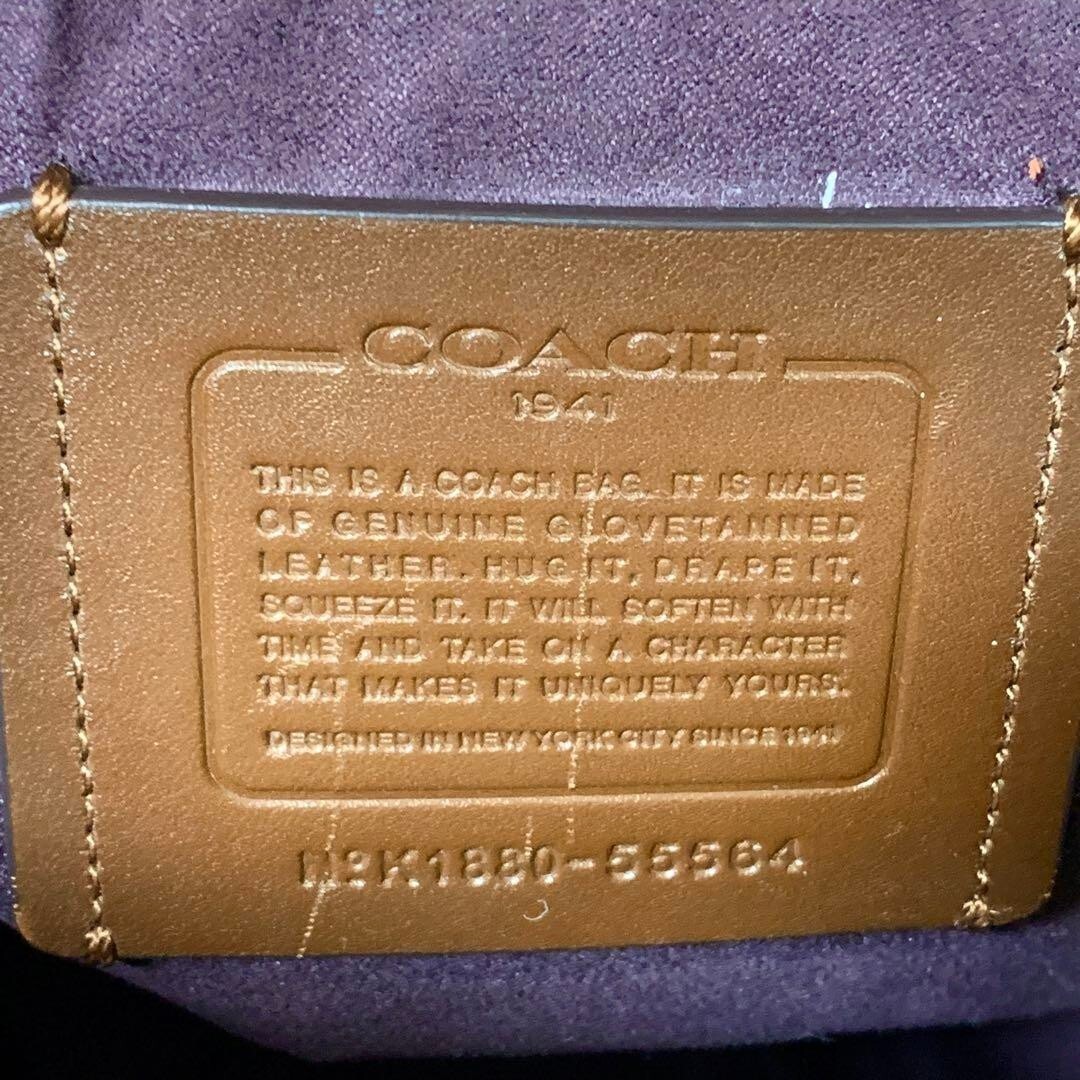 COACH
1941
THIS IS A COACH BAG. IT IS MADE
OF GENUINE GLOVETANNED
LEATHER. HUG IT, DRAPE IT,
SQUEEZE IT. IT WILL SOFTEN WITH
TIME AND TAKE ON A CHARACTER
THAT MAKES IT UNIQUELY YOURS.
DESIGNED IN NEW YORK CITY SINCE 1941